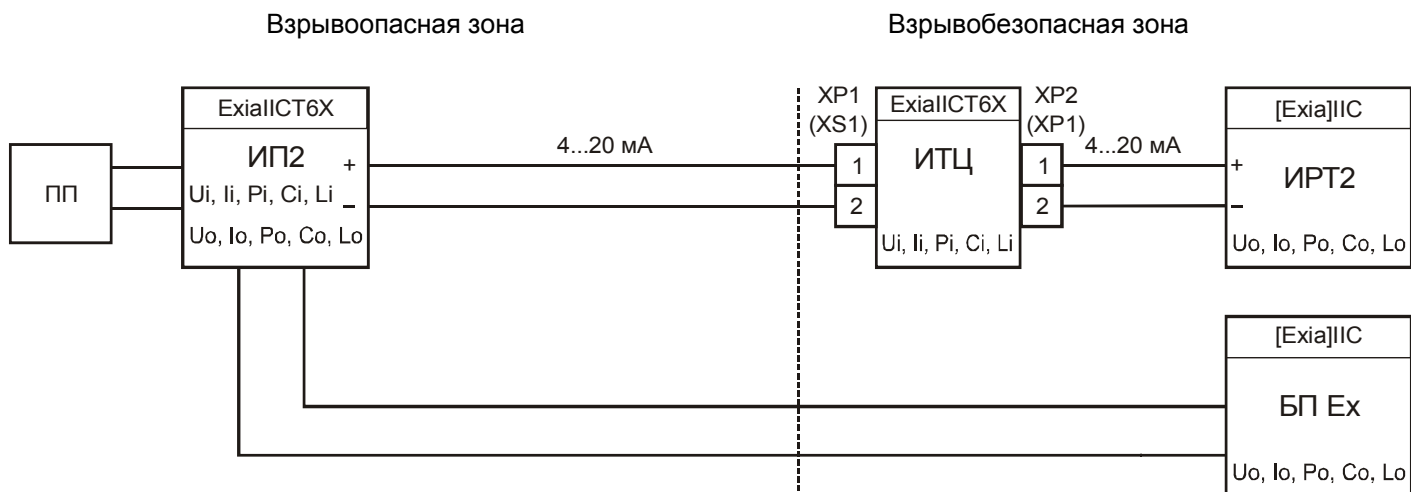 Взрывоопасная зона
Взрывобезопасная зона
ПП
ExiaIICT6X
ИП2
+
Ui, Ii, Pi, Ci, Li
–
Uo, Io, Po, Co, Lo
4...20 мА
XP1
(XS1)
1
2
ExiaIICT6X
ИТЦ
Ui, Ii, Pi, Ci, Li
XP2
(XP1)
1
2
4...20 мА
[Exia]IIC
+
ИРТ2
–
Uo, Io, Po, Co, Lo
[Exia]IIC
БП Ex
Uo, Io, Po, Co, Lo